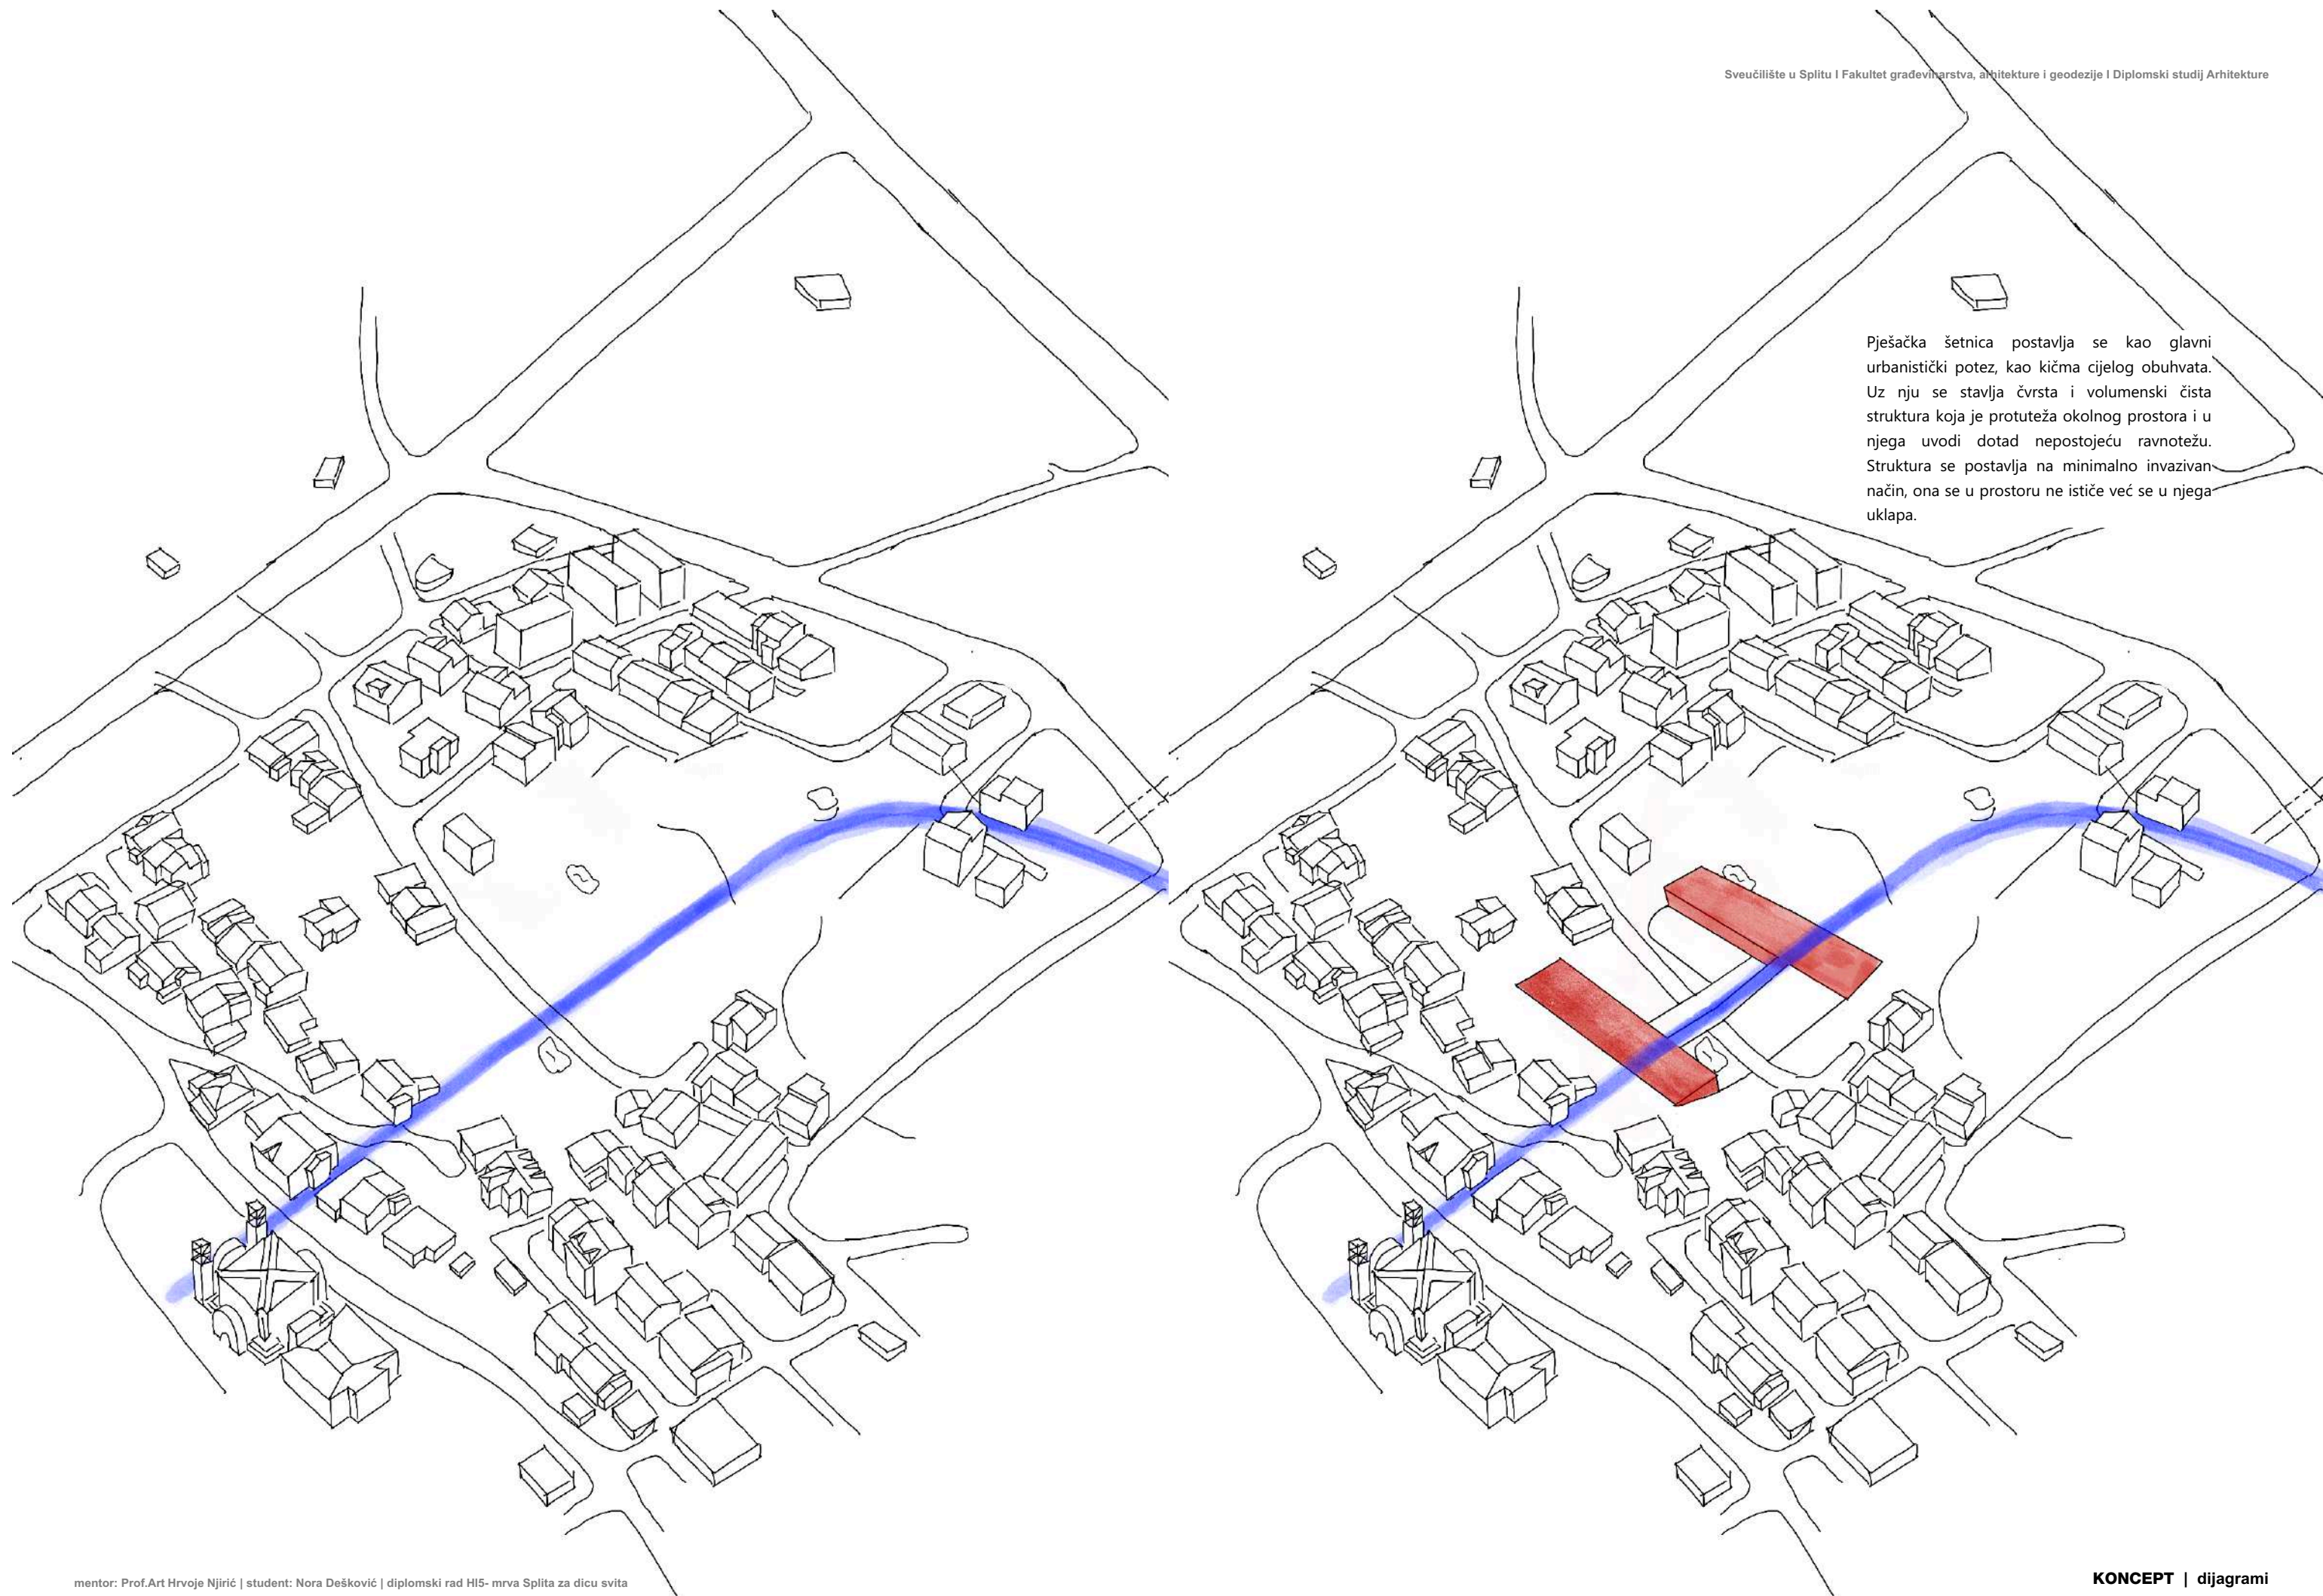 Sveučilište u Splitu I Fakultet građevinarstva, arhitekture i geodezije I Diplomski studij Arhitekture
Pješačka šetnica postavlja se kao glavni
urbanistički potez, kao kičma cijelog obuhvata.
Uz nju se stavlja čvrsta i volumenski čista
struktura koja je protuteža okolnog prostora i u
njega uvodi dotad nepostojeću ravnotežu.
Struktura se postavlja na minimalno invazivan
način, ona se u prostoru ne ističe već se u njega
uklapa.
mentor: Prof.Art Hrvoje Njirić | student: Nora Dešković | diplomski rad HI5- mrva Splita za dicu svita
KONCEPT | dijagrami